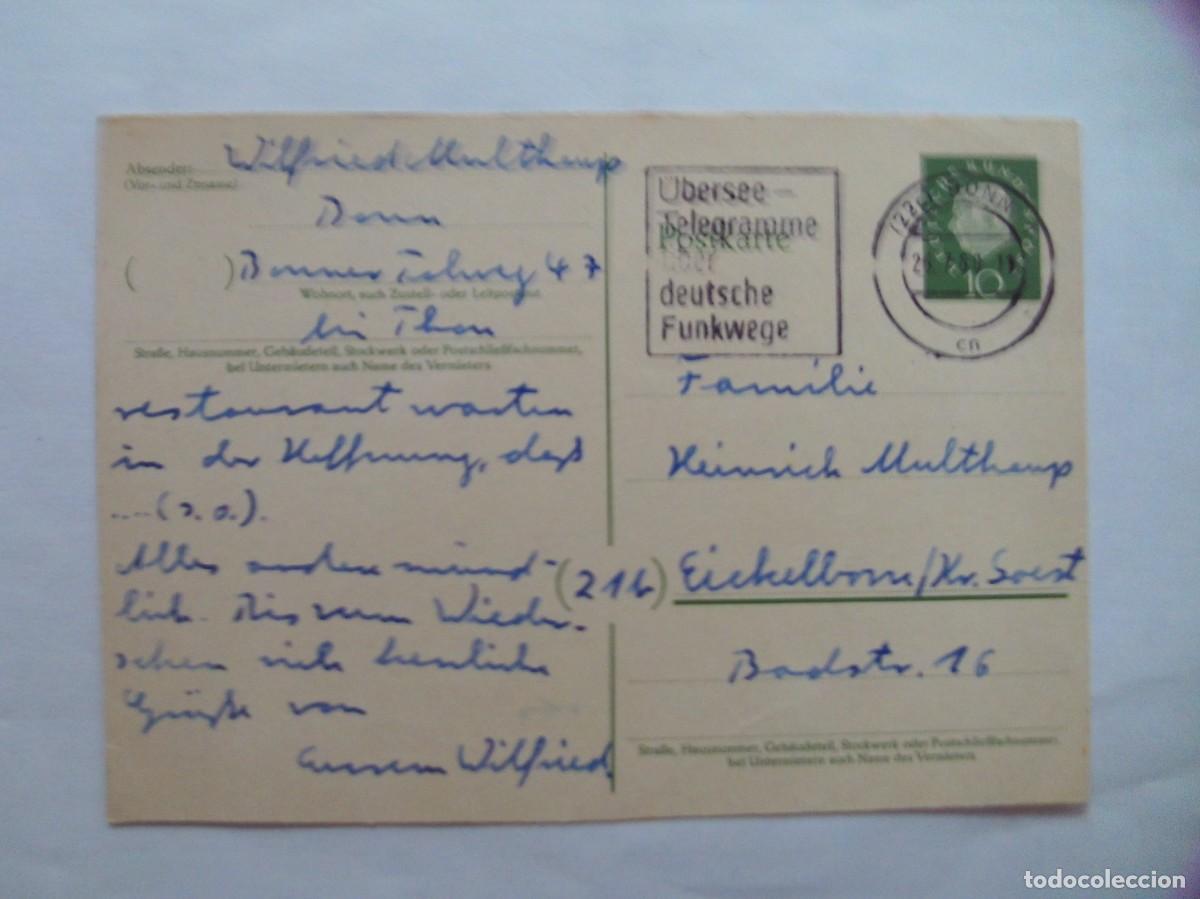 Absender: Wilfried Multhaup
(Vor- und Zuname)
Bonn
( ) Bonner Talweg 47
Wohnort, auch Zustell- oder Leitpostamt
bei Thon
Straße, Hausnummer, Gebäudeteil, Stockwerk oder Postschließfachnummer,
bei Untermietern auch Name des Vermieters
restaurant warten
in der Hoffnung, daß
....(s.o.).
Alles andere münd-
lich. Bis zum Wieder-
sehen viele herzliche
Grüße von
Eurem Wilfried.
Übersee-
Telegramme
über
deutsche
Funkwege
Postkarte
BONN
10
cn
Familie
Heinrich Multhaup
(21b) Eickelborn/Kr. Soest
Badstr. 16
Straße, Hausnummer, Gebäudeteil, Stockwerk oder Postschließfachnummer;
bei Untermietern auch Name des Vermieters
todocoleccion